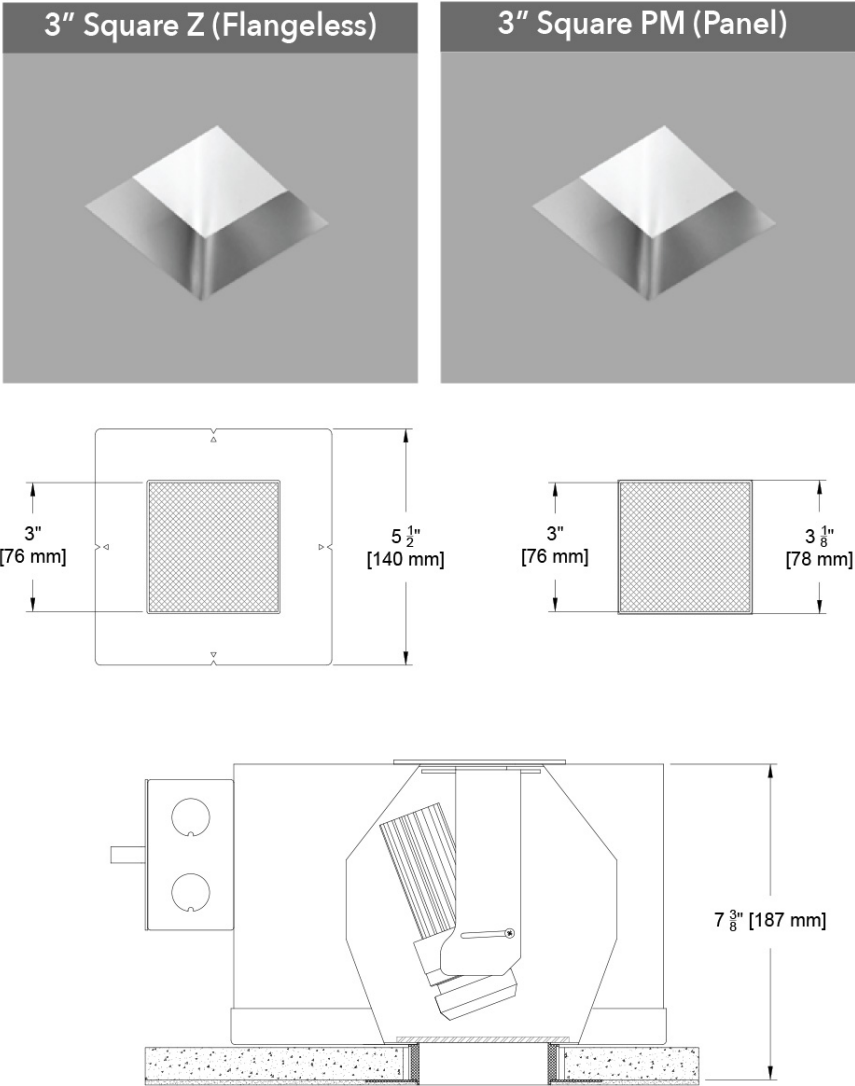 3” Square Z (Flangeless)
3” Square PM (Panel)
3"
[76 mm]
5 1/2"
[140 mm]
3"
[76 mm]
3 1/8"
[78 mm]
7 3/8" [187 mm]